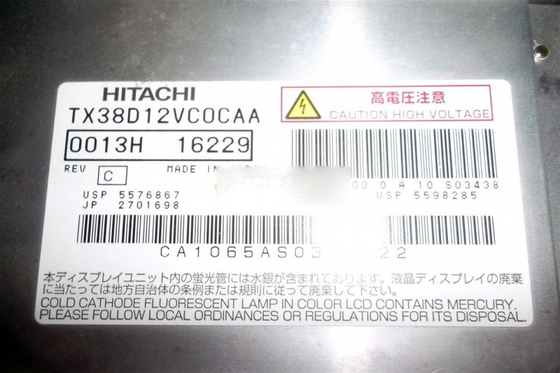 HITACHI
TX38D12VC0CAA
高電圧注意
CAUTION HIGH VOLTAGE
0013H 16229
REV C MADE IN
00 0 A 10 S03438
USP 5576867
USP 5598285
JP 2701698
CA1065AS03 22
本ディスプレイユニット内の蛍光管には水銀が含まれております。液晶ディスプレイの廃棄
に当たっては地方自治体の条例または規則に従って廃棄して下さい。
COLD CATHODE FLUORESCENT LAMP IN COLOR LCD CONTAINS MERCURY.
PLEASE FOLLOW LOCAL ORDINANCES OR REGULATIONS FOR ITS DISPOSAL.